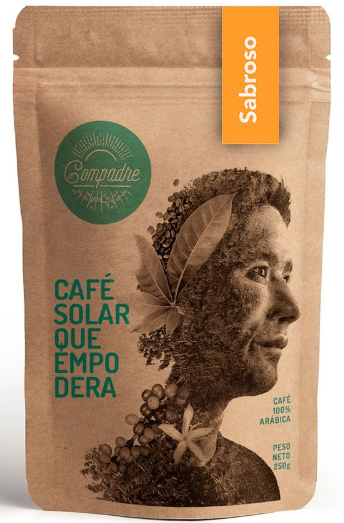 Sabroso
Compadre
CAFÉ
SOLAR
QUE
EMPO
DERA
CAFÉ
100%
ARÁBICA
PESO
NETO
250g